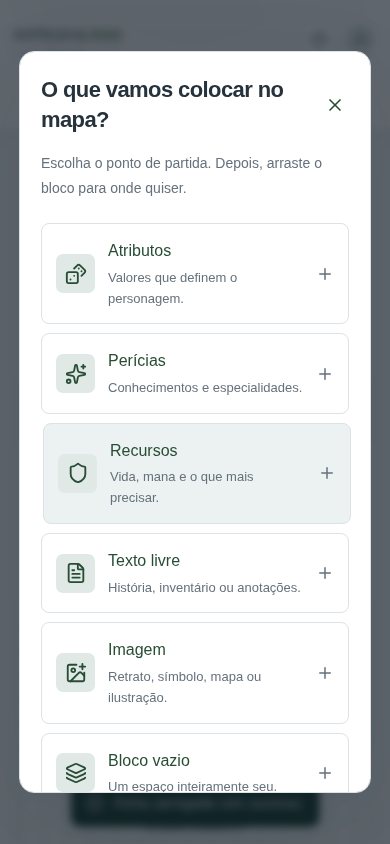 O que vamos colocar no
mapa?
Escolha o ponto de partida. Depois, arraste o
bloco para onde quiser.
Atributos
Valores que definem o
personagem.
Perícias
Conhecimentos e especialidades.
Recursos
Vida, mana e o que mais
precisar.
Texto livre
História, inventário ou anotações.
Imagem
Retrato, símbolo, mapa ou
ilustração.
Bloco vazio
Um espaço inteiramente seu.